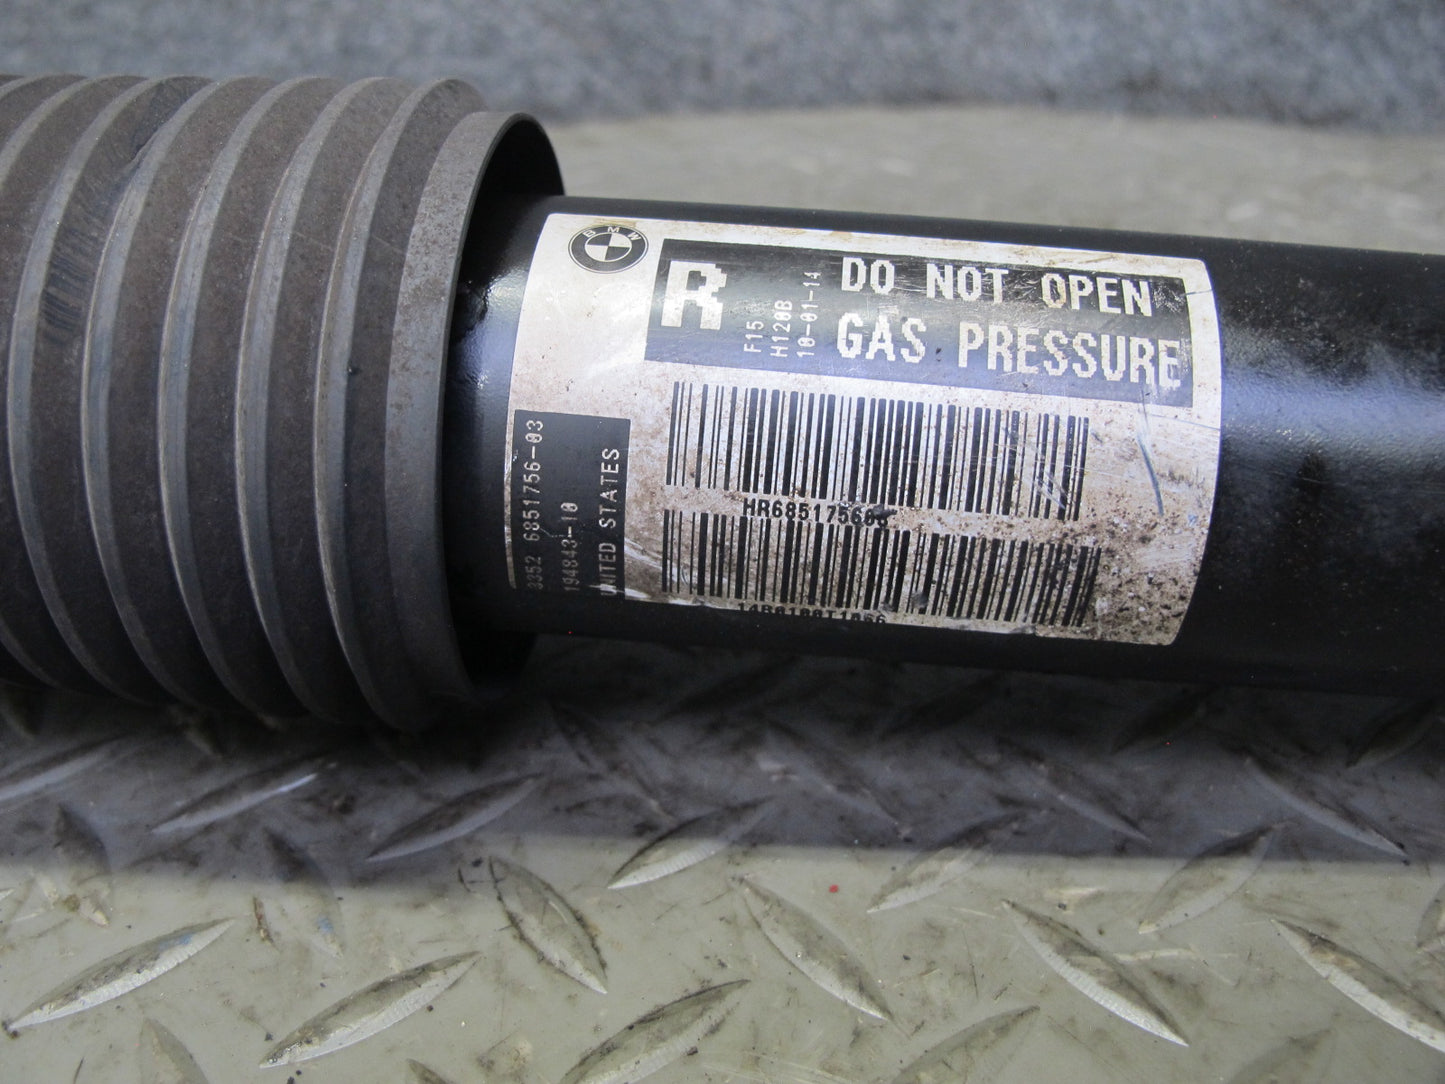 BMW
R
F15
H120B
10-01-14
DO NOT OPEN
GAS PRESSURE
3352 6851756-03
194843-10
UNITED STATES